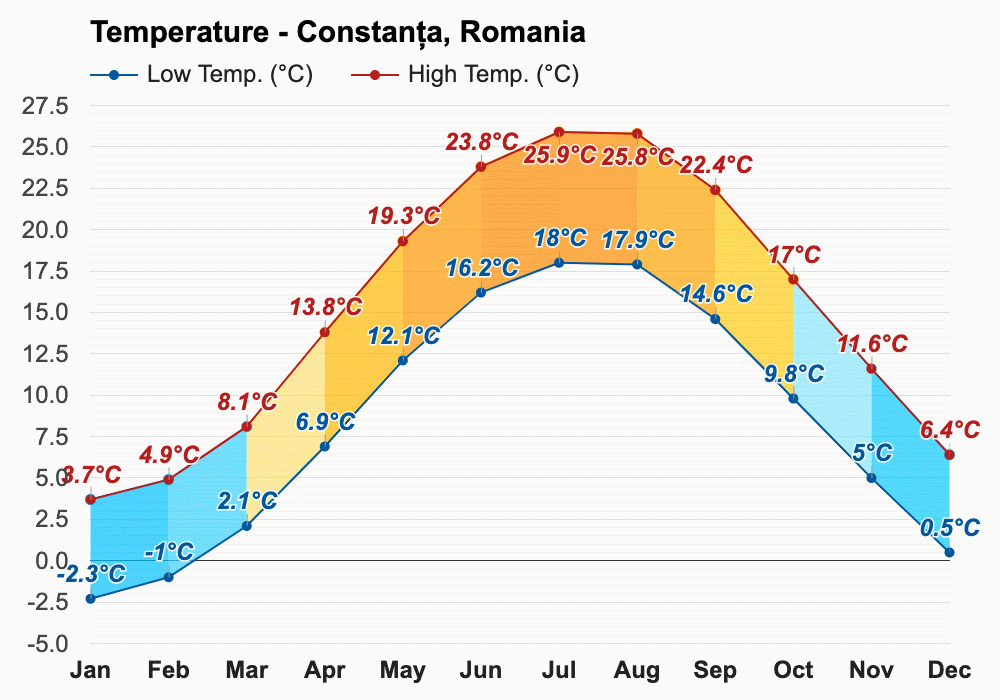 Temperature - Constanța, Romania
Low Temp. (°C) High Temp. (°C)
27.5
25.0
22.5
20.0
17.5
15.0
12.5
10.0
7.5
5.0
2.5
0.0
-2.5
-5.0
3.7°C 4.9°C 8.1°C 13.8°C 19.3°C 23.8°C 25.9°C 25.8°C 22.4°C 17°C 11.6°C 6.4°C
-2.3°C -1°C 2.1°C 6.9°C 12.1°C 16.2°C 18°C 17.9°C 14.6°C 9.8°C 5°C 0.5°C
Jan Feb Mar Apr May Jun Jul Aug Sep Oct Nov Dec